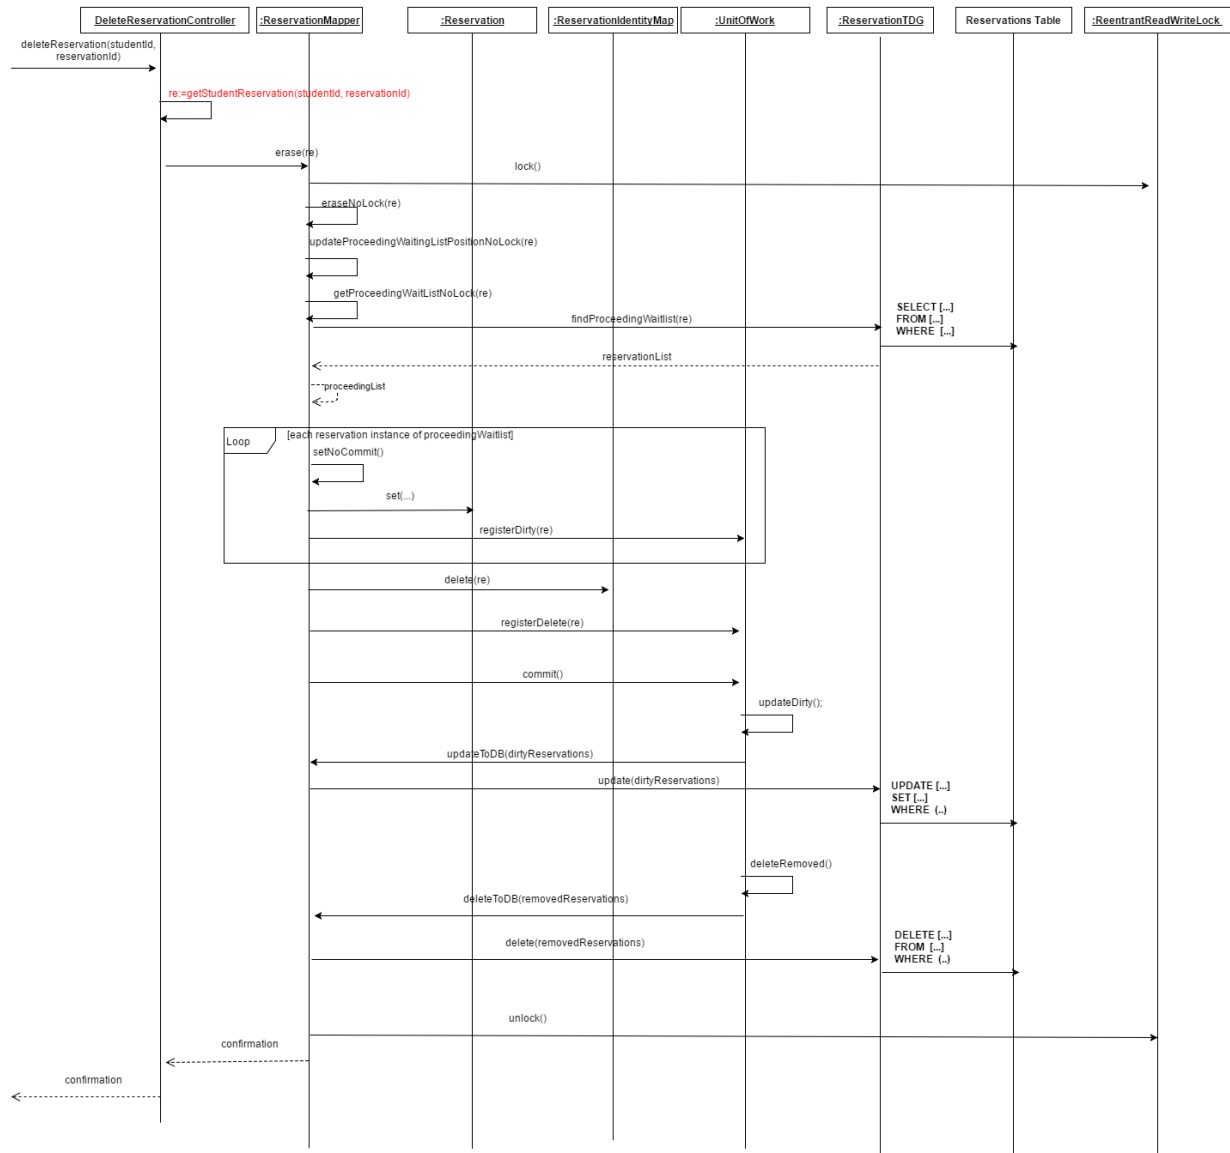 DeleteReservationController
:ReservationMapper
:Reservation
:ReservationIdentityMap
:UnitOfWork
:ReservationTDG
Reservations Table
:ReentrantReadWriteLock
deleteReservation(studentId,
reservationId)
re:=getStudentReservation(studentId, reservationId)
erase(re)
lock()
eraseNoLock(re)
updateProceedingWaitingListPositionNoLock(re)
getProceedingWaitListNoLock(re)
findProceedingWaitlist(re)
SELECT [...]
FROM [...]
WHERE [...]
reservationList
proceedingList
Loop
[each reservation instance of proceedingWaitlist]
setNoCommit()
set(...)
registerDirty(re)
delete(re)
registerDelete(re)
commit()
updateDirty();
updateToDB(dirtyReservations)
update(dirtyReservations)
UPDATE [...]
SET [...]
WHERE (..)
deleteRemoved()
deleteToDB(removedReservations)
delete(removedReservations)
DELETE [...]
FROM [...]
WHERE (..)
unlock()
confirmation
confirmation